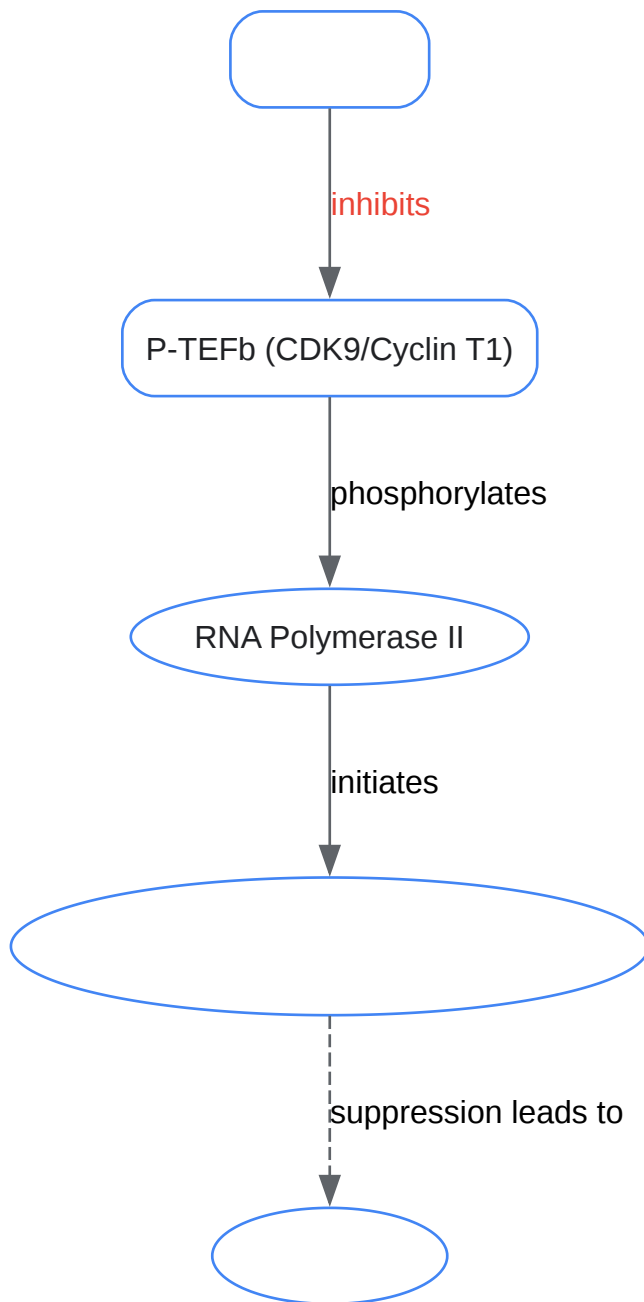 inhibits
P-TEFb (CDK9/Cyclin T1)
phosphorylates
RNA Polymerase II
initiates
suppression leads to